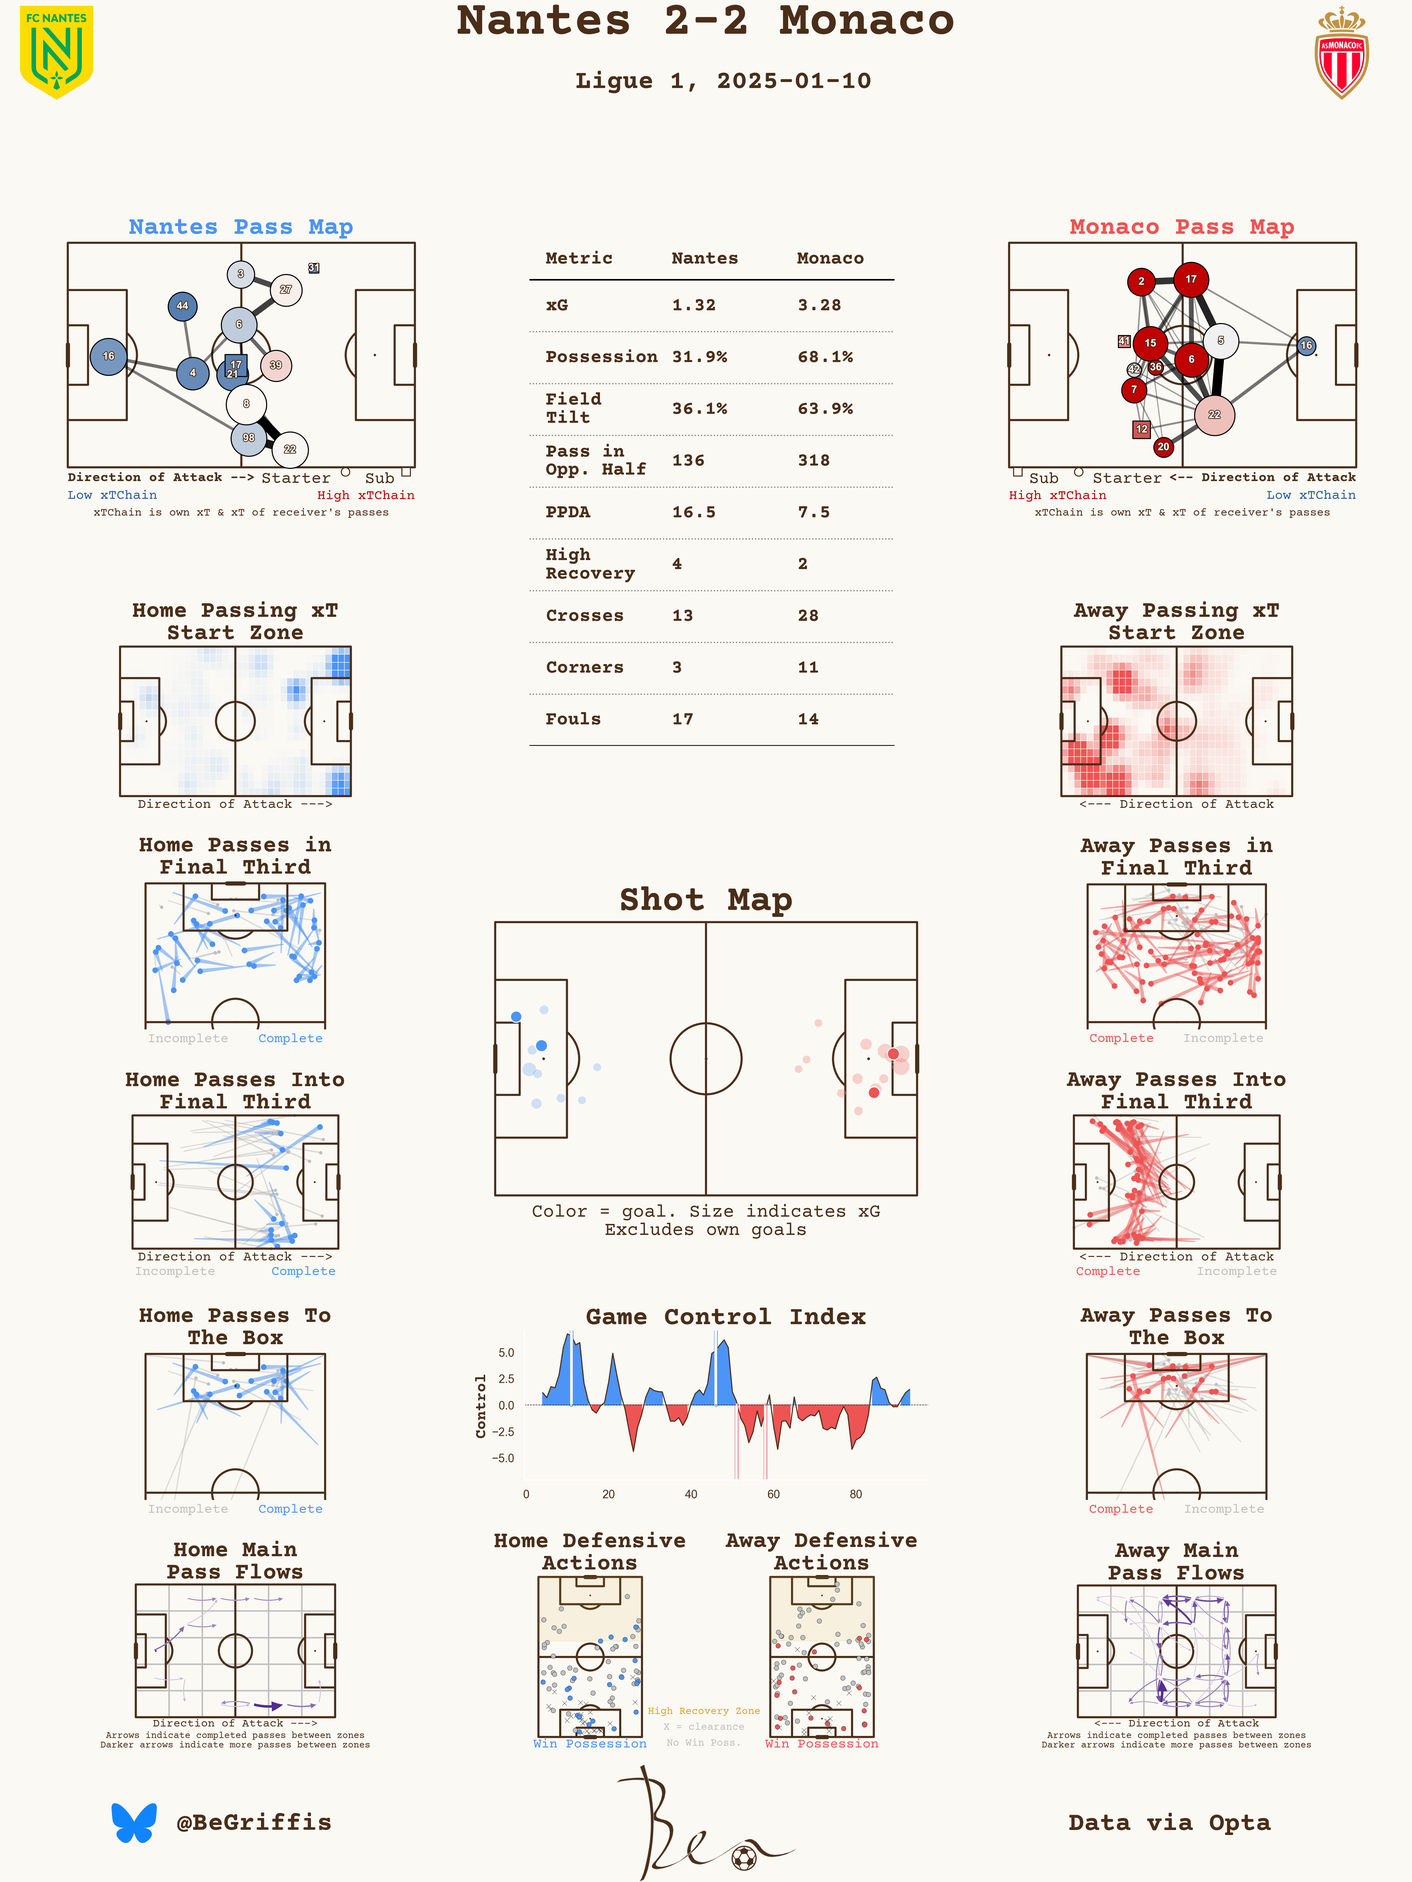 Nantes 2-2 Monaco
Ligue 1, 2025-01-10
FC NANTES
ASMONACOFC
Nantes Pass Map
3
31
27
44
6
16
17
39
4
21
8
98
22
Direction of Attack --> Starter Sub
Low xTChain High xTChain
xTChain is own xT & xT of receiver's passes
Metric Nantes Monaco
xG 1.32 3.28
Possession 31.9% 68.1%
Field
Tilt 36.1% 63.9%
Pass in
Opp. Half 136 318
PPDA 16.5 7.5
High
Recovery 4 2
Crosses 13 28
Corners 3 11
Fouls 17 14
Monaco Pass Map
2
17
41
15
5
16
6
42
36
7
22
12
20
Sub Starter <-- Direction of Attack
High xTChain Low xTChain
xTChain is own xT & xT of receiver's passes
Home Passing xT
Start Zone
Direction of Attack --->
Away Passing xT
Start Zone
<--- Direction of Attack
Home Passes in
Final Third
Incomplete Complete
Away Passes in
Final Third
Complete Incomplete
Shot Map
Color = goal. Size indicates xG
Excludes own goals
Home Passes Into
Final Third
Direction of Attack --->
Incomplete Complete
Away Passes Into
Final Third
<--- Direction of Attack
Complete Incomplete
Home Passes To
The Box
Incomplete Complete
Game Control Index
Control
5.0
2.5
0.0
−2.5
−5.0
0 20 40 60 80
Away Passes To
The Box
Complete Incomplete
Home Main
Pass Flows
Direction of Attack --->
Arrows indicate completed passes between zones
Darker arrows indicate more passes between zones
Home Defensive
Actions
Win Possession
High Recovery Zone
X = clearance
No Win Poss.
Away Defensive
Actions
Win Possession
Away Main
Pass Flows
<--- Direction of Attack
Arrows indicate completed passes between zones
Darker arrows indicate more passes between zones
@BeGriffis
Ben
Data via Opta